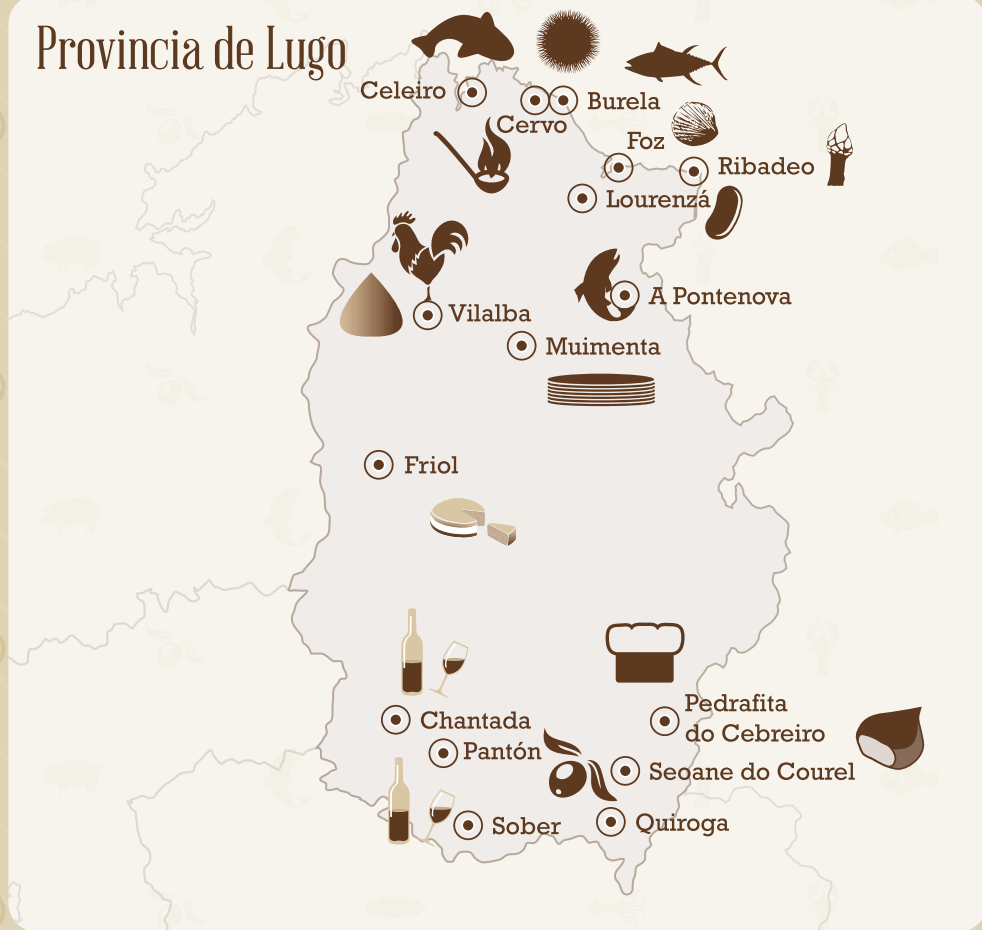 Provincia de Lugo
Celeiro
Burela
Cervo
Foz
Ribadeo
Lourenzá
A Pontenova
Vilalba
Muimenta
Friol
Pedrafita
do Cebreiro
Chantada
Pantón
Seoane do Courel
Sober
Quiroga